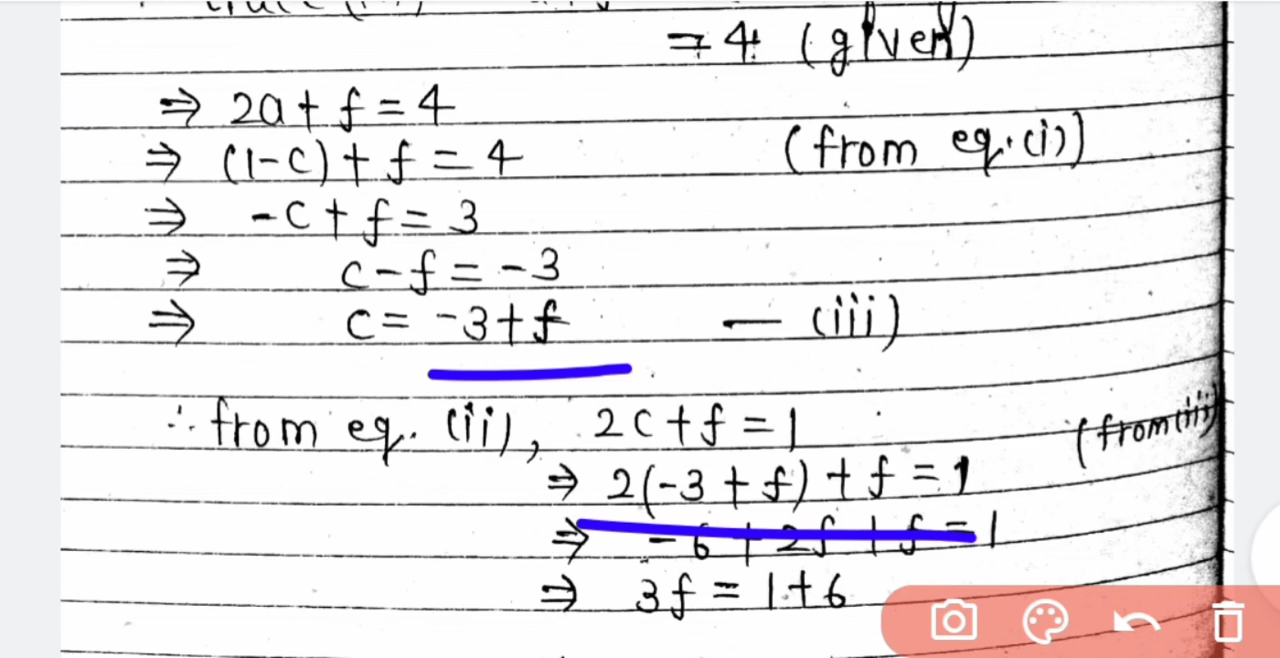 = 4 (given)
⇒ 2a + f = 4
⇒ (1-c) + f = 4 (from eq.(i))
⇒ -c + f = 3
⇒ c - f = -3
⇒ c = -3 + f — (iii)
∴ from eq. (ii), 2c + f = 1
⇒ 2(-3 + f) + f = 1 (from (iii)
⇒ -6 + 2f + f = 1
⇒ 3f = 1 + 6